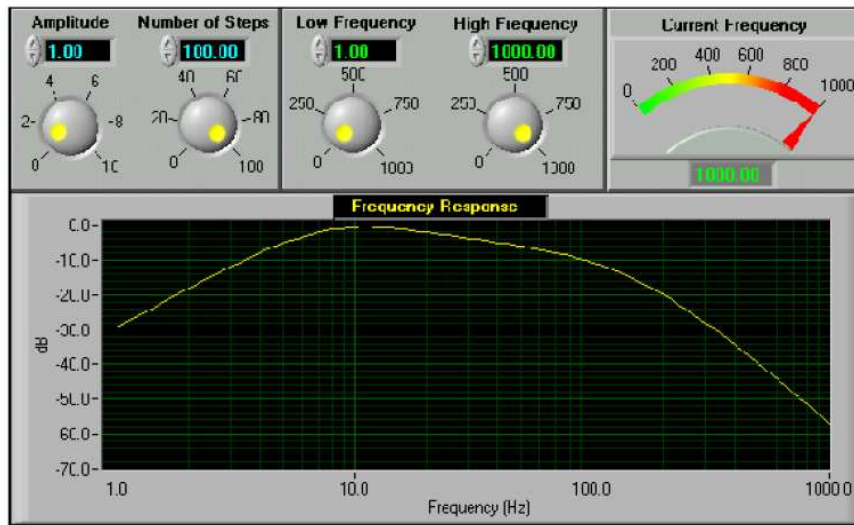 Amplitude
1.00
0 2 4 6 8 10
Number of Steps
100.00
0 20 40 60 80 100
Low Frequency
1.00
0 250 500 750 1000
High Frequency
1000.00
0 250 500 750 1000
Current Frequency
0 200 400 600 800 1000
1000.00
Frequency Response
0.0
-10.0
-20.0
-30.0
-40.0
-50.0
-60.0
-70.0
dB
1.0 10.0 100.0 1000.0
Frequency (Hz)